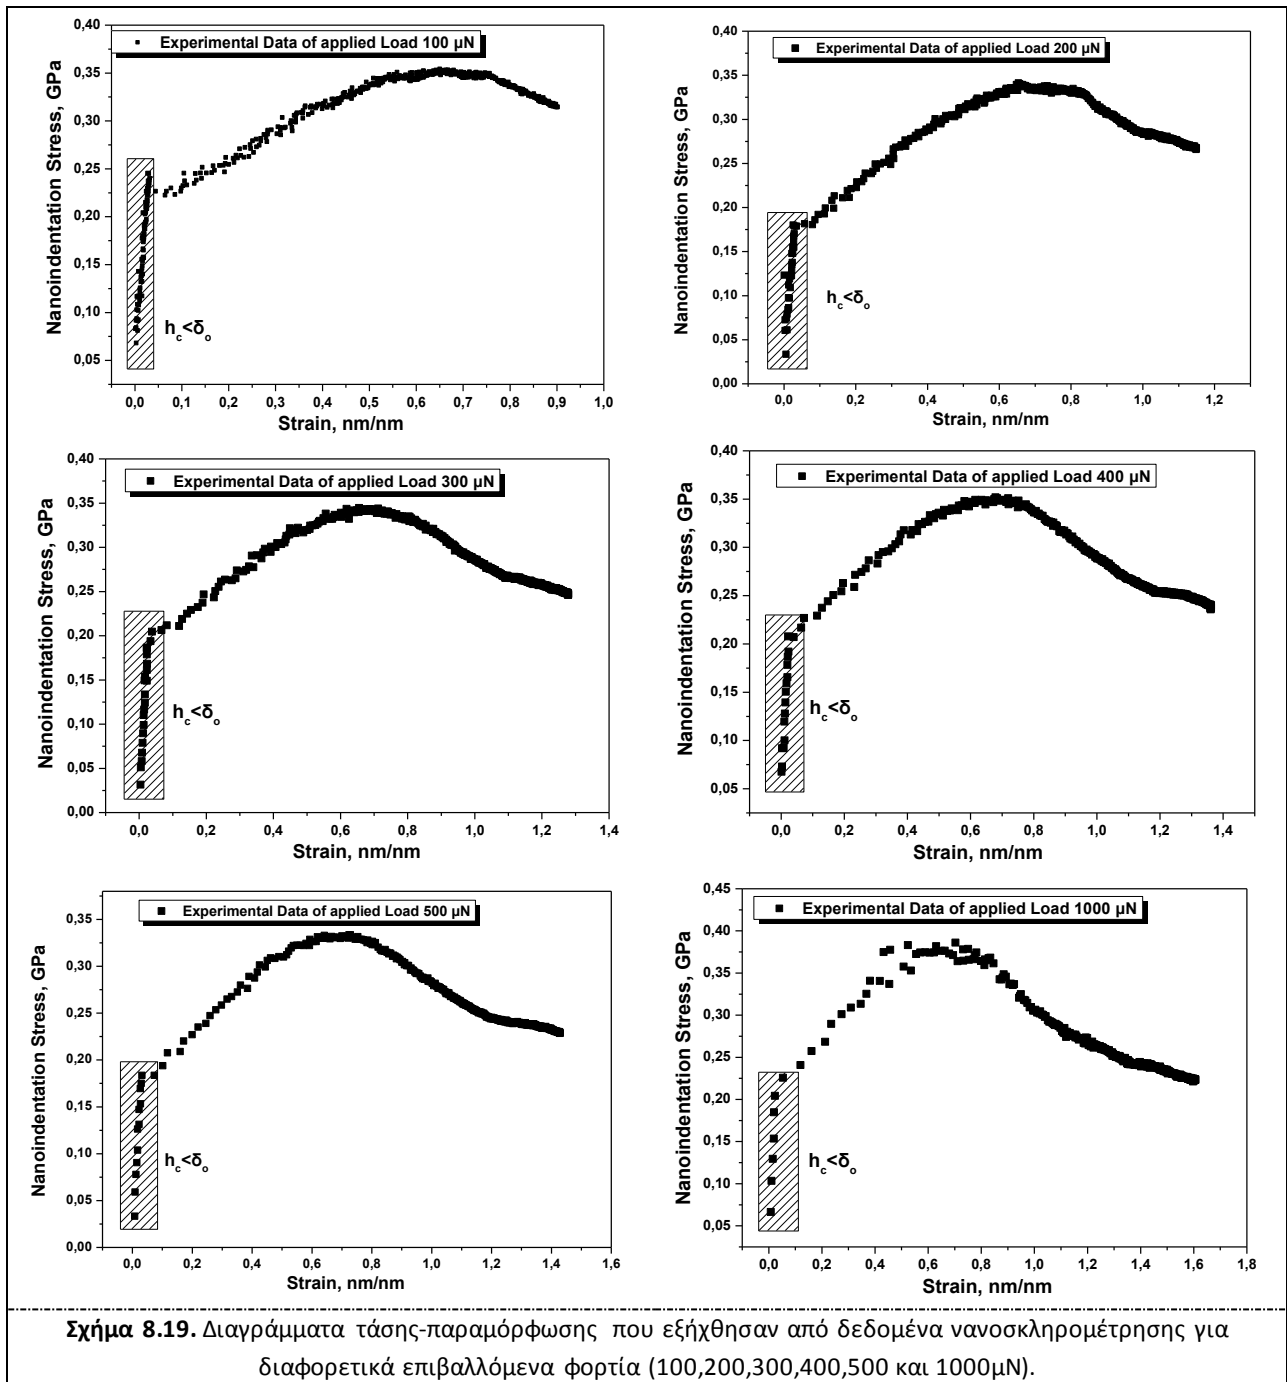 0,40
0,35
0,30
0,25
0,20
0,15
0,10
0,05
Nanoindentation Stress, GPa
Experimental Data of applied Load 100 μN
h_c<δ_o
0,0 0,1 0,2 0,3 0,4 0,5 0,6 0,7 0,8 0,9 1,0
Strain, nm/nm
0,40
0,35
0,30
0,25
0,20
0,15
0,10
0,05
0,00
Nanoindentation Stress, GPa
Experimental Data of applied Load 200 μN
h_c<δ_o
0,0 0,2 0,4 0,6 0,8 1,0 1,2
Strain, nm/nm
0,40
0,35
0,30
0,25
0,20
0,15
0,10
0,05
0,00
Nanoindentation Stress, GPa
Experimental Data of applied Load 300 μN
h_c<δ_o
0,0 0,2 0,4 0,6 0,8 1,0 1,2 1,4
Strain, nm/nm
0,40
0,35
0,30
0,25
0,20
0,15
0,10
0,05
Nanoindentation Stress, GPa
Experimental Data of applied Load 400 μN
h_c<δ_o
0,0 0,2 0,4 0,6 0,8 1,0 1,2 1,4
Strain, nm/nm
0,35
0,30
0,25
0,20
0,15
0,10
0,05
0,00
Nanoindentation Stress, GPa
Experimental Data of applied Load 500 μN
h_c<δ_o
0,0 0,2 0,4 0,6 0,8 1,0 1,2 1,4 1,6
Strain, nm/nm
0,45
0,40
0,35
0,30
0,25
0,20
0,15
0,10
0,05
Nanoindentation Stress, GPa
Experimental Data of applied Load 1000 μN
h_c<δ_o
0,0 0,2 0,4 0,6 0,8 1,0 1,2 1,4 1,6 1,8
Strain, nm/nm
Σχήμα 8.19. Διαγράμματα τάσης-παραμόρφωσης που εξήχθησαν από δεδομένα νανοσκληρομέτρησης για
διαφορετικά επιβαλλόμενα φορτία (100,200,300,400,500 και 1000μN).